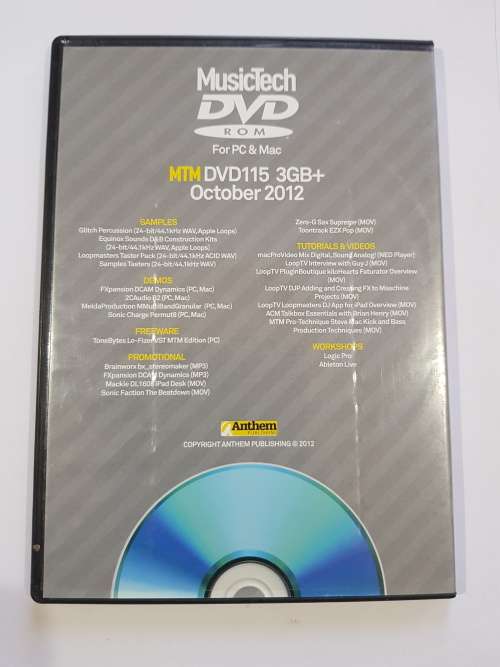 MusicTech
DVD
ROM
For PC & Mac
MTM DVD115 3GB+
October 2012
SAMPLES
Glitch Percussion (24-bit/44.1kHz WAV, Apple Loops)
Equinox Sounds D&B Construction Kits
(24-bit/44.1kHz WAV, Apple Loops)
Loopmasters Taster Pack (24-bit/44.1kHz ACID WAV)
Samples Tasters (24-bit/44.1kHz WAV)
DEMOS
FXpansion DCAM Dynamics (PC, Mac)
2CAudio B2 (PC, Mac)
MeldaProduction MMultiBandGranular (PC, Mac)
Sonic Charge Permut8 (PC, Mac)
FREEWARE
ToneBytes Lo-Fizer VST MTM Edition (PC)
PROMOTIONAL
Brainworx bx_stereomaker (MP3)
FXpansion DCAM Dynamics (MP3)
Mackie DL1608 iPad Desk (MOV)
Sonic Faction The Beatdown (MOV)
Zero-G Sax Supreme (MOV)
Toontrack EZX Pop (MOV)
TUTORIALS & VIDEOS
macProVideo Mix Digital, Sound Analog! (NED Player)
LoopTV Interview with Guy J (MOV)
LoopTV PluginBoutique kiloHearts Faturator Overview
(MOV)
LoopTV DJP Adding and Creating FX to Maschine
Projects (MOV)
LoopTV Loopmasters DJ App for iPad Overview (MOV)
ACM Talkbox Essentials with Brian Henry (MOV)
MTM Pro-Technique Steve Mac Kick and Bass
Production Techniques (MOV)
WORKSHOPS
Logic Pro
Ableton Live
Anthem
PUBLISHING
COPYRIGHT ANTHEM PUBLISHING © 2012